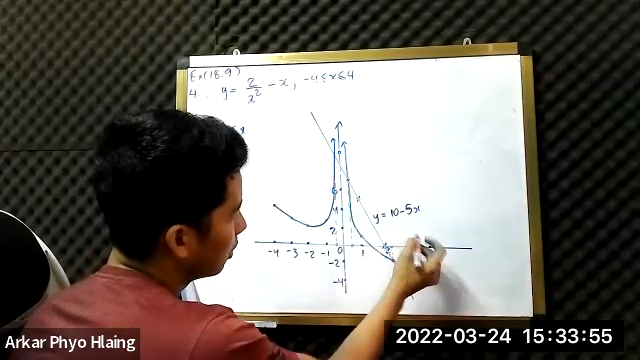 Ex(18.9)
4. y = 2/x² - x, -4 ≤ x ≤ 4
x
y = 10-5x
6
4
2
-4 -3 -2 -1 0 1 2
-2
-4
Arkar Phyo Hlaing
2022-03-24 15:33:55